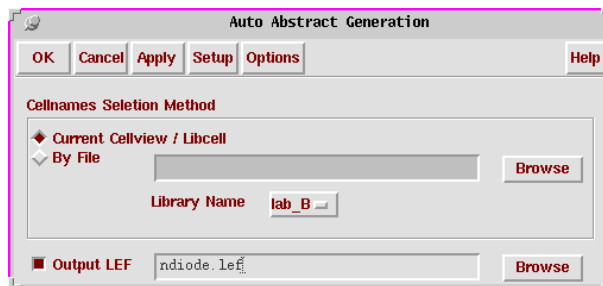 Auto Abstract Generation
OK Cancel Apply Setup Options Help
Cellnames Seletion Method
Current Cellview / Libcell
By File Browse
Library Name lab_B
Output LEF ndiode.lef Browse